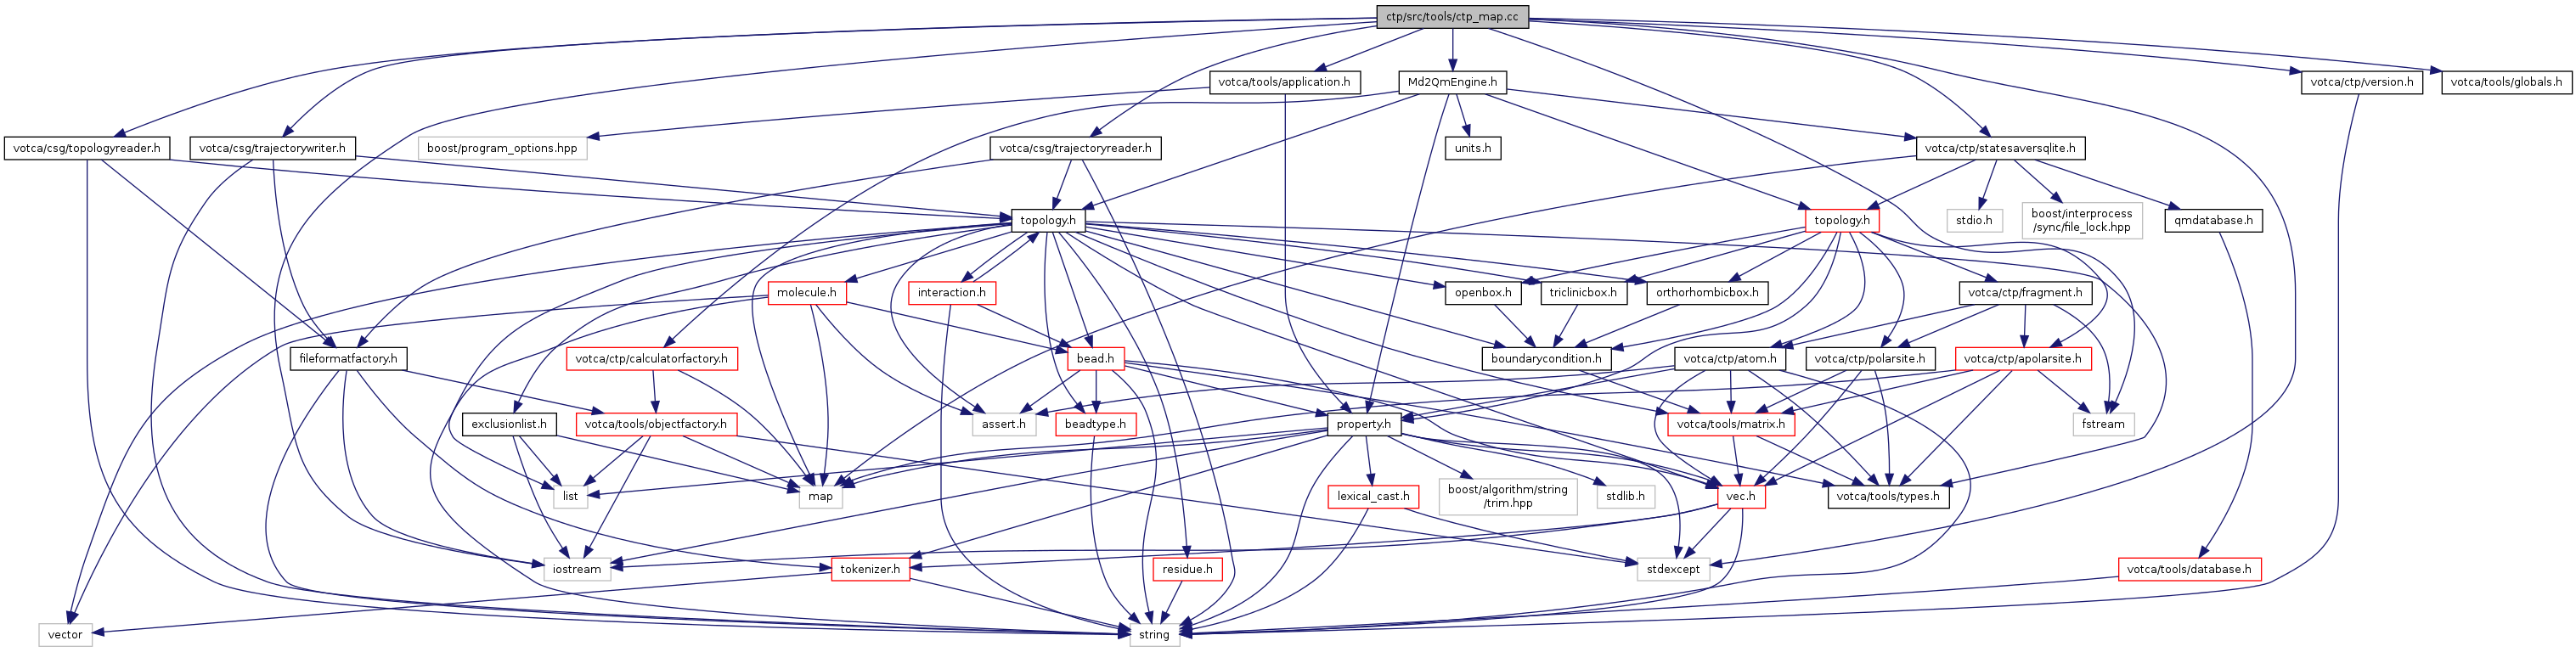 ctp/src/tools/ctp_map.cc
votca/tools/application.h
Md2QmEngine.h
votca/ctp/version.h
votca/tools/globals.h
votca/csg/topologyreader.h
votca/csg/trajectorywriter.h
boost/program_options.hpp
votca/csg/trajectoryreader.h
units.h
votca/ctp/statesaversqlite.h
topology.h
topology.h
stdio.h
boost/interprocess
/sync/file_lock.hpp
qmdatabase.h
molecule.h
interaction.h
openbox.h
triclinicbox.h
orthorhombicbox.h
votca/ctp/fragment.h
fileformatfactory.h
votca/ctp/calculatorfactory.h
bead.h
boundarycondition.h
votca/ctp/atom.h
votca/ctp/polarsite.h
votca/ctp/apolarsite.h
exclusionlist.h
votca/tools/objectfactory.h
assert.h
beadtype.h
property.h
votca/tools/matrix.h
fstream
list
map
lexical_cast.h
boost/algorithm/string
/trim.hpp
stdlib.h
vec.h
votca/tools/types.h
iostream
tokenizer.h
residue.h
stdexcept
votca/tools/database.h
vector
string